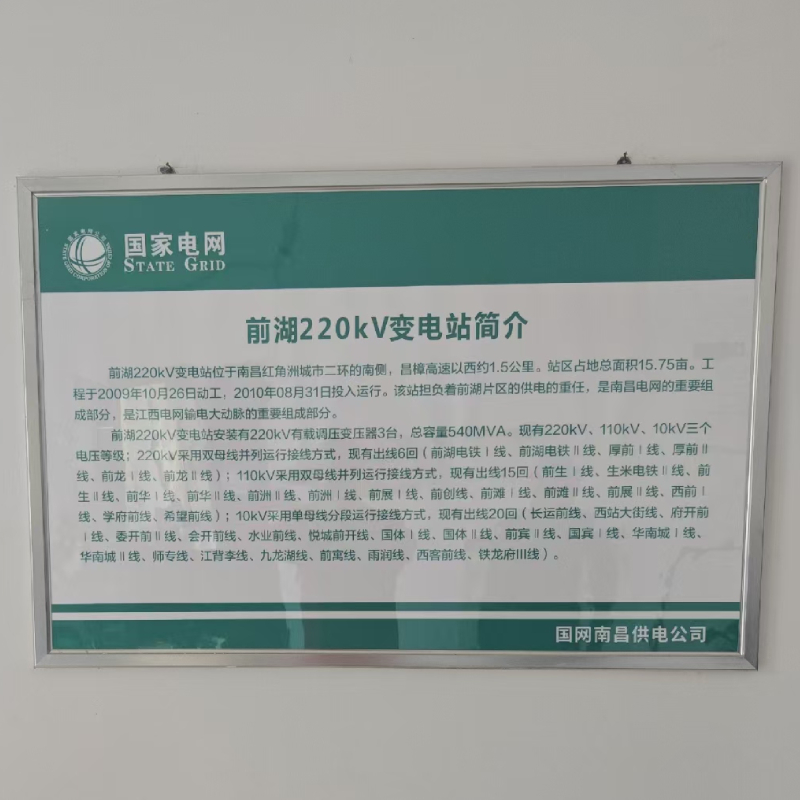 国家电网
STATE GRID
前湖220kV变电站简介
前湖220kV变电站位于南昌红角洲城市二环的南侧，昌樟高速以西约1.5公里。站区占地总面积15.75亩。工
程于2009年10月26日动工，2010年08月31日投入运行。该站担负着前湖片区的供电的重任，是南昌电网的重要组
成部分，是江西电网输电大动脉的重要组成部分。
前湖220kV变电站安装有220kV有载调压变压器3台，总容量540MVA。现有220kV、110kV、10kV三个
电压等级；220kV采用双母线并列运行接线方式，现有出线6回（前湖电铁Ⅰ线、前湖电铁Ⅱ线、厚前Ⅰ线、厚前Ⅱ
线、前龙Ⅰ线、前龙Ⅱ线）；110kV采用双母线并列运行接线方式，现有出线15回（前生Ⅰ线、生米电铁Ⅱ线、前
生Ⅱ线、前华Ⅰ线、前华Ⅱ线、前洲Ⅱ线、前洲Ⅰ线、前展Ⅰ线、前创线、前滩Ⅰ线、前滩Ⅱ线、前展Ⅱ线、西前Ⅰ
线、学府前线、希望前线）；10kV采用单母线分段运行接线方式，现有出线20回（长运前线、西站大街线、府开前
Ⅰ线、委开前Ⅱ线、会开前线、水业前线、悦城前开线、国体Ⅰ线、国体Ⅱ线、前宾Ⅱ线、国宾Ⅰ线、华南城Ⅰ线、
华南城Ⅱ线、师专线、江背李线、九龙湖线、前寓线、雨润线、西客前线、铁龙府III线）。
国网南昌供电公司